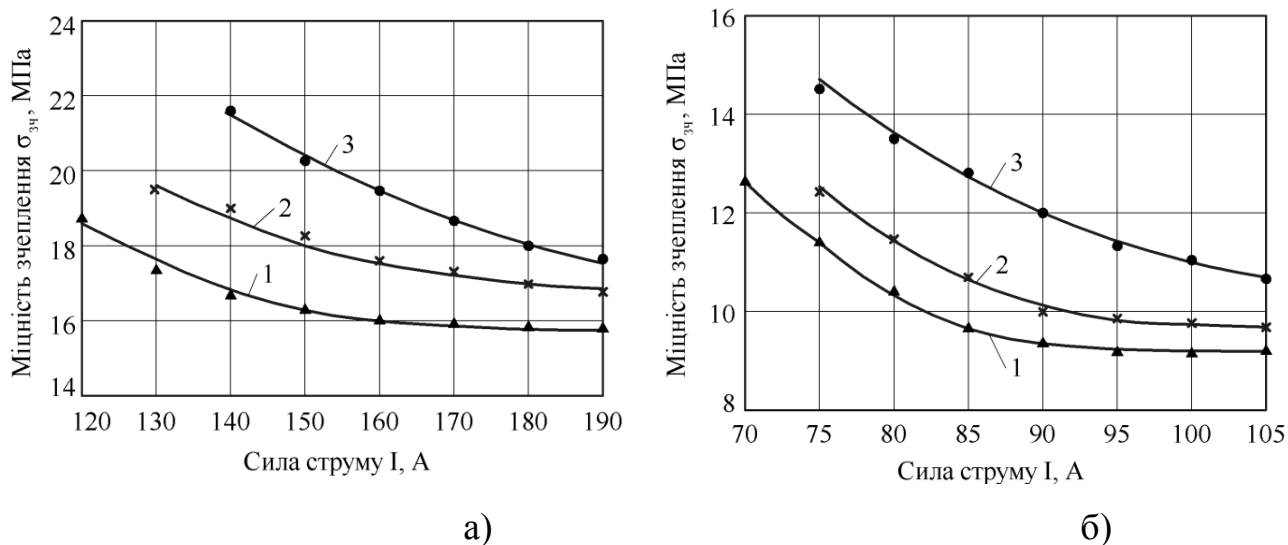 Міцність зчеплення σзч, МПа
24
22
20
18
16
14
3
2
1
120 130 140 150 160 170 180 190
Сила струму I, А
а)
Міцність зчеплення σзч, МПа
16
14
12
10
8
3
2
1
70 75 80 85 90 95 100 105
Сила струму I, А
б)